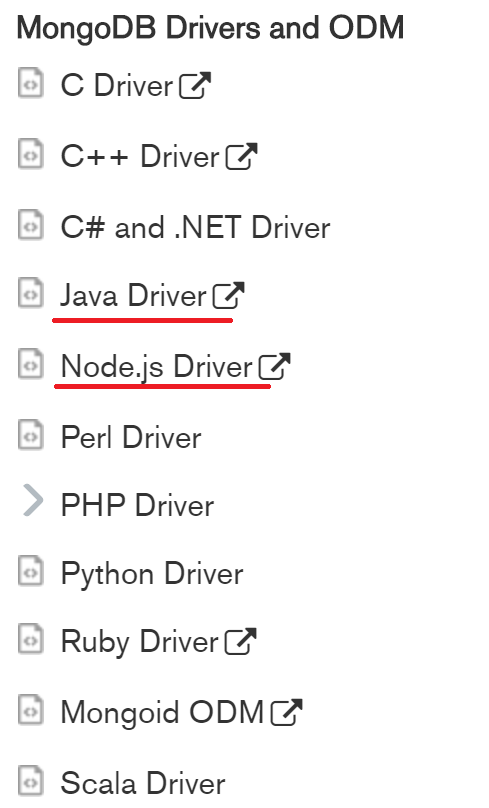 MongoDB Drivers and ODM
C Driver
C++ Driver
C# and .NET Driver
Java Driver
Node.js Driver
Perl Driver
PHP Driver
Python Driver
Ruby Driver
Mongoid ODM
Scala Driver